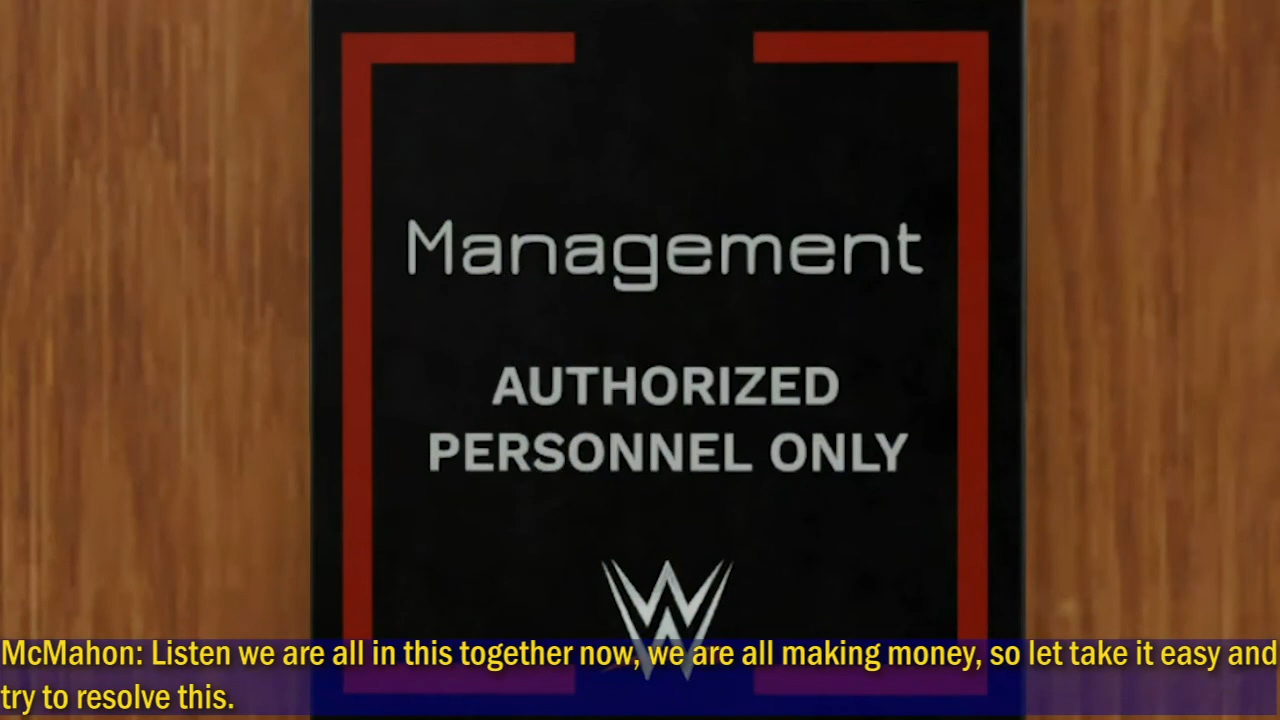 Management
AUTHORIZED
PERSONNEL ONLY
McMahon: Listen we are all in this together now, we are all making money, so let take it easy and
try to resolve this.